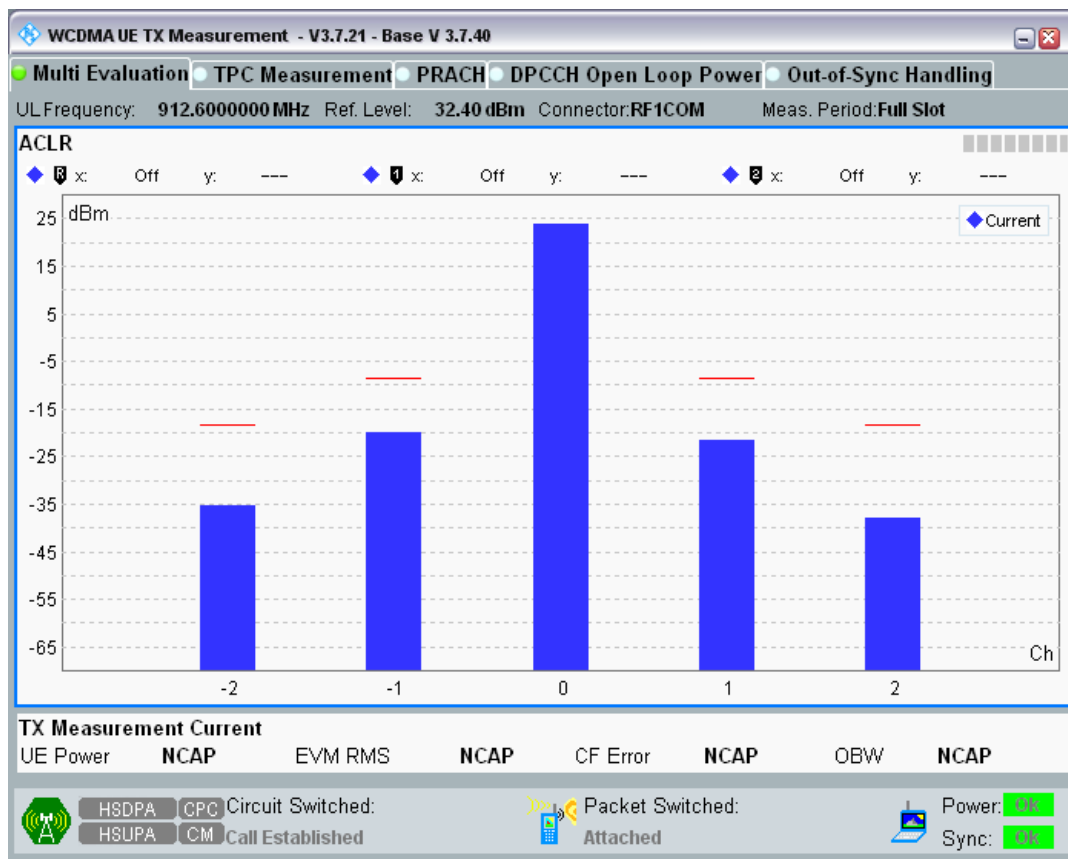 WCDMA UE TX Measurement - V3.7.21 - Base V 3.7.40
Multi Evaluation TPC Measurement PRACH DPCCH Open Loop Power Out-of-Sync Handling
UL Frequency: 912.6000000 MHz Ref. Level: 32.40 dBm Connector:RF1COM Meas. Period:Full Slot
ACLR
R x: Off y: --- 1 x: Off y: --- 2 x: Off y: ---
dBm
Current
25
15
5
-5
-15
-25
-35
-45
-55
-65
Ch
-2 -1 0 1 2
TX Measurement Current
UE Power NCAP EVM RMS NCAP CF Error NCAP OBW NCAP
HSDPA CPC Circuit Switched: Packet Switched: Power: Ok
HSUPA CM Call Established Attached Sync: Ok